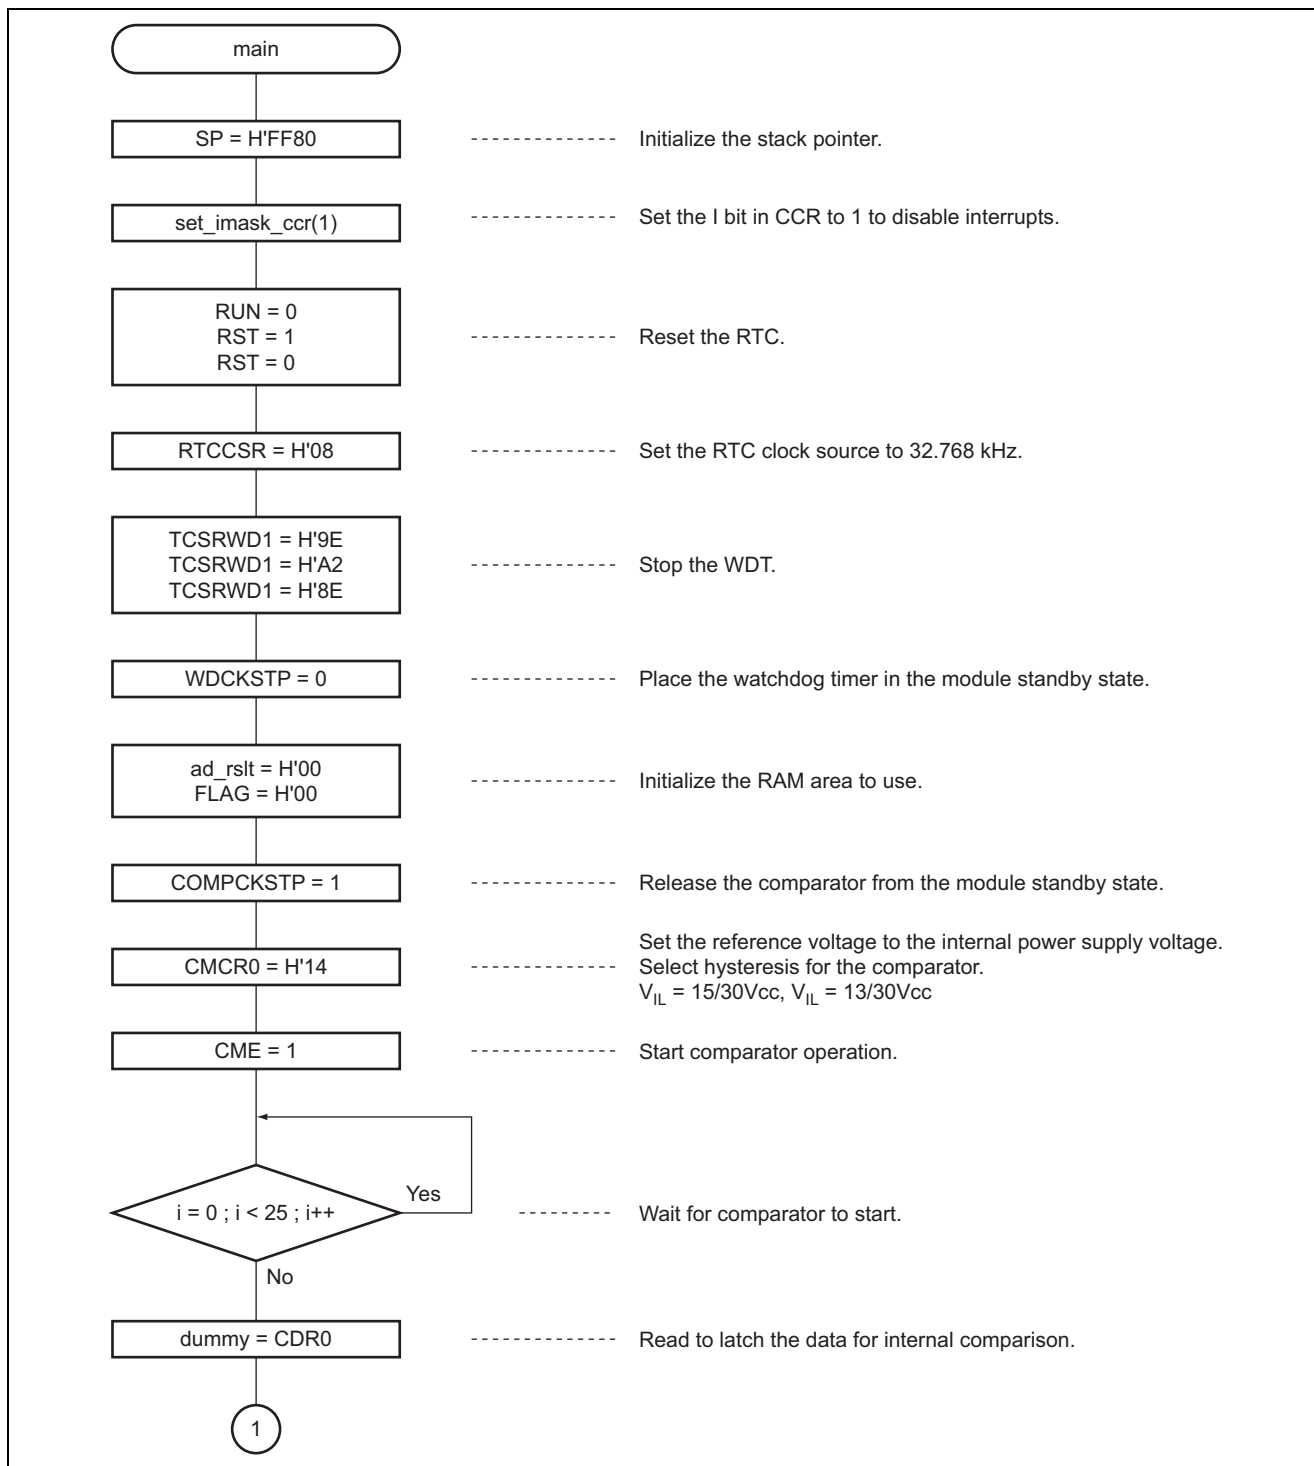 main
SP = H'FF80
Initialize the stack pointer.
set_imask_ccr(1)
Set the I bit in CCR to 1 to disable interrupts.
RUN = 0
RST = 1
RST = 0
Reset the RTC.
RTCCSR = H'08
Set the RTC clock source to 32.768 kHz.
TCSRWD1 = H'9E
TCSRWD1 = H'A2
TCSRWD1 = H'8E
Stop the WDT.
WDCKSTP = 0
Place the watchdog timer in the module standby state.
ad_rslt = H'00
FLAG = H'00
Initialize the RAM area to use.
COMPCKSTP = 1
Release the comparator from the module standby state.
CMCR0 = H'14
Set the reference voltage to the internal power supply voltage.
Select hysteresis for the comparator.
VIL = 15/30Vcc, VIL = 13/30Vcc
CME = 1
Start comparator operation.
i = 0 ; i < 25 ; i++
Yes
Wait for comparator to start.
No
dummy = CDR0
Read to latch the data for internal comparison.
1